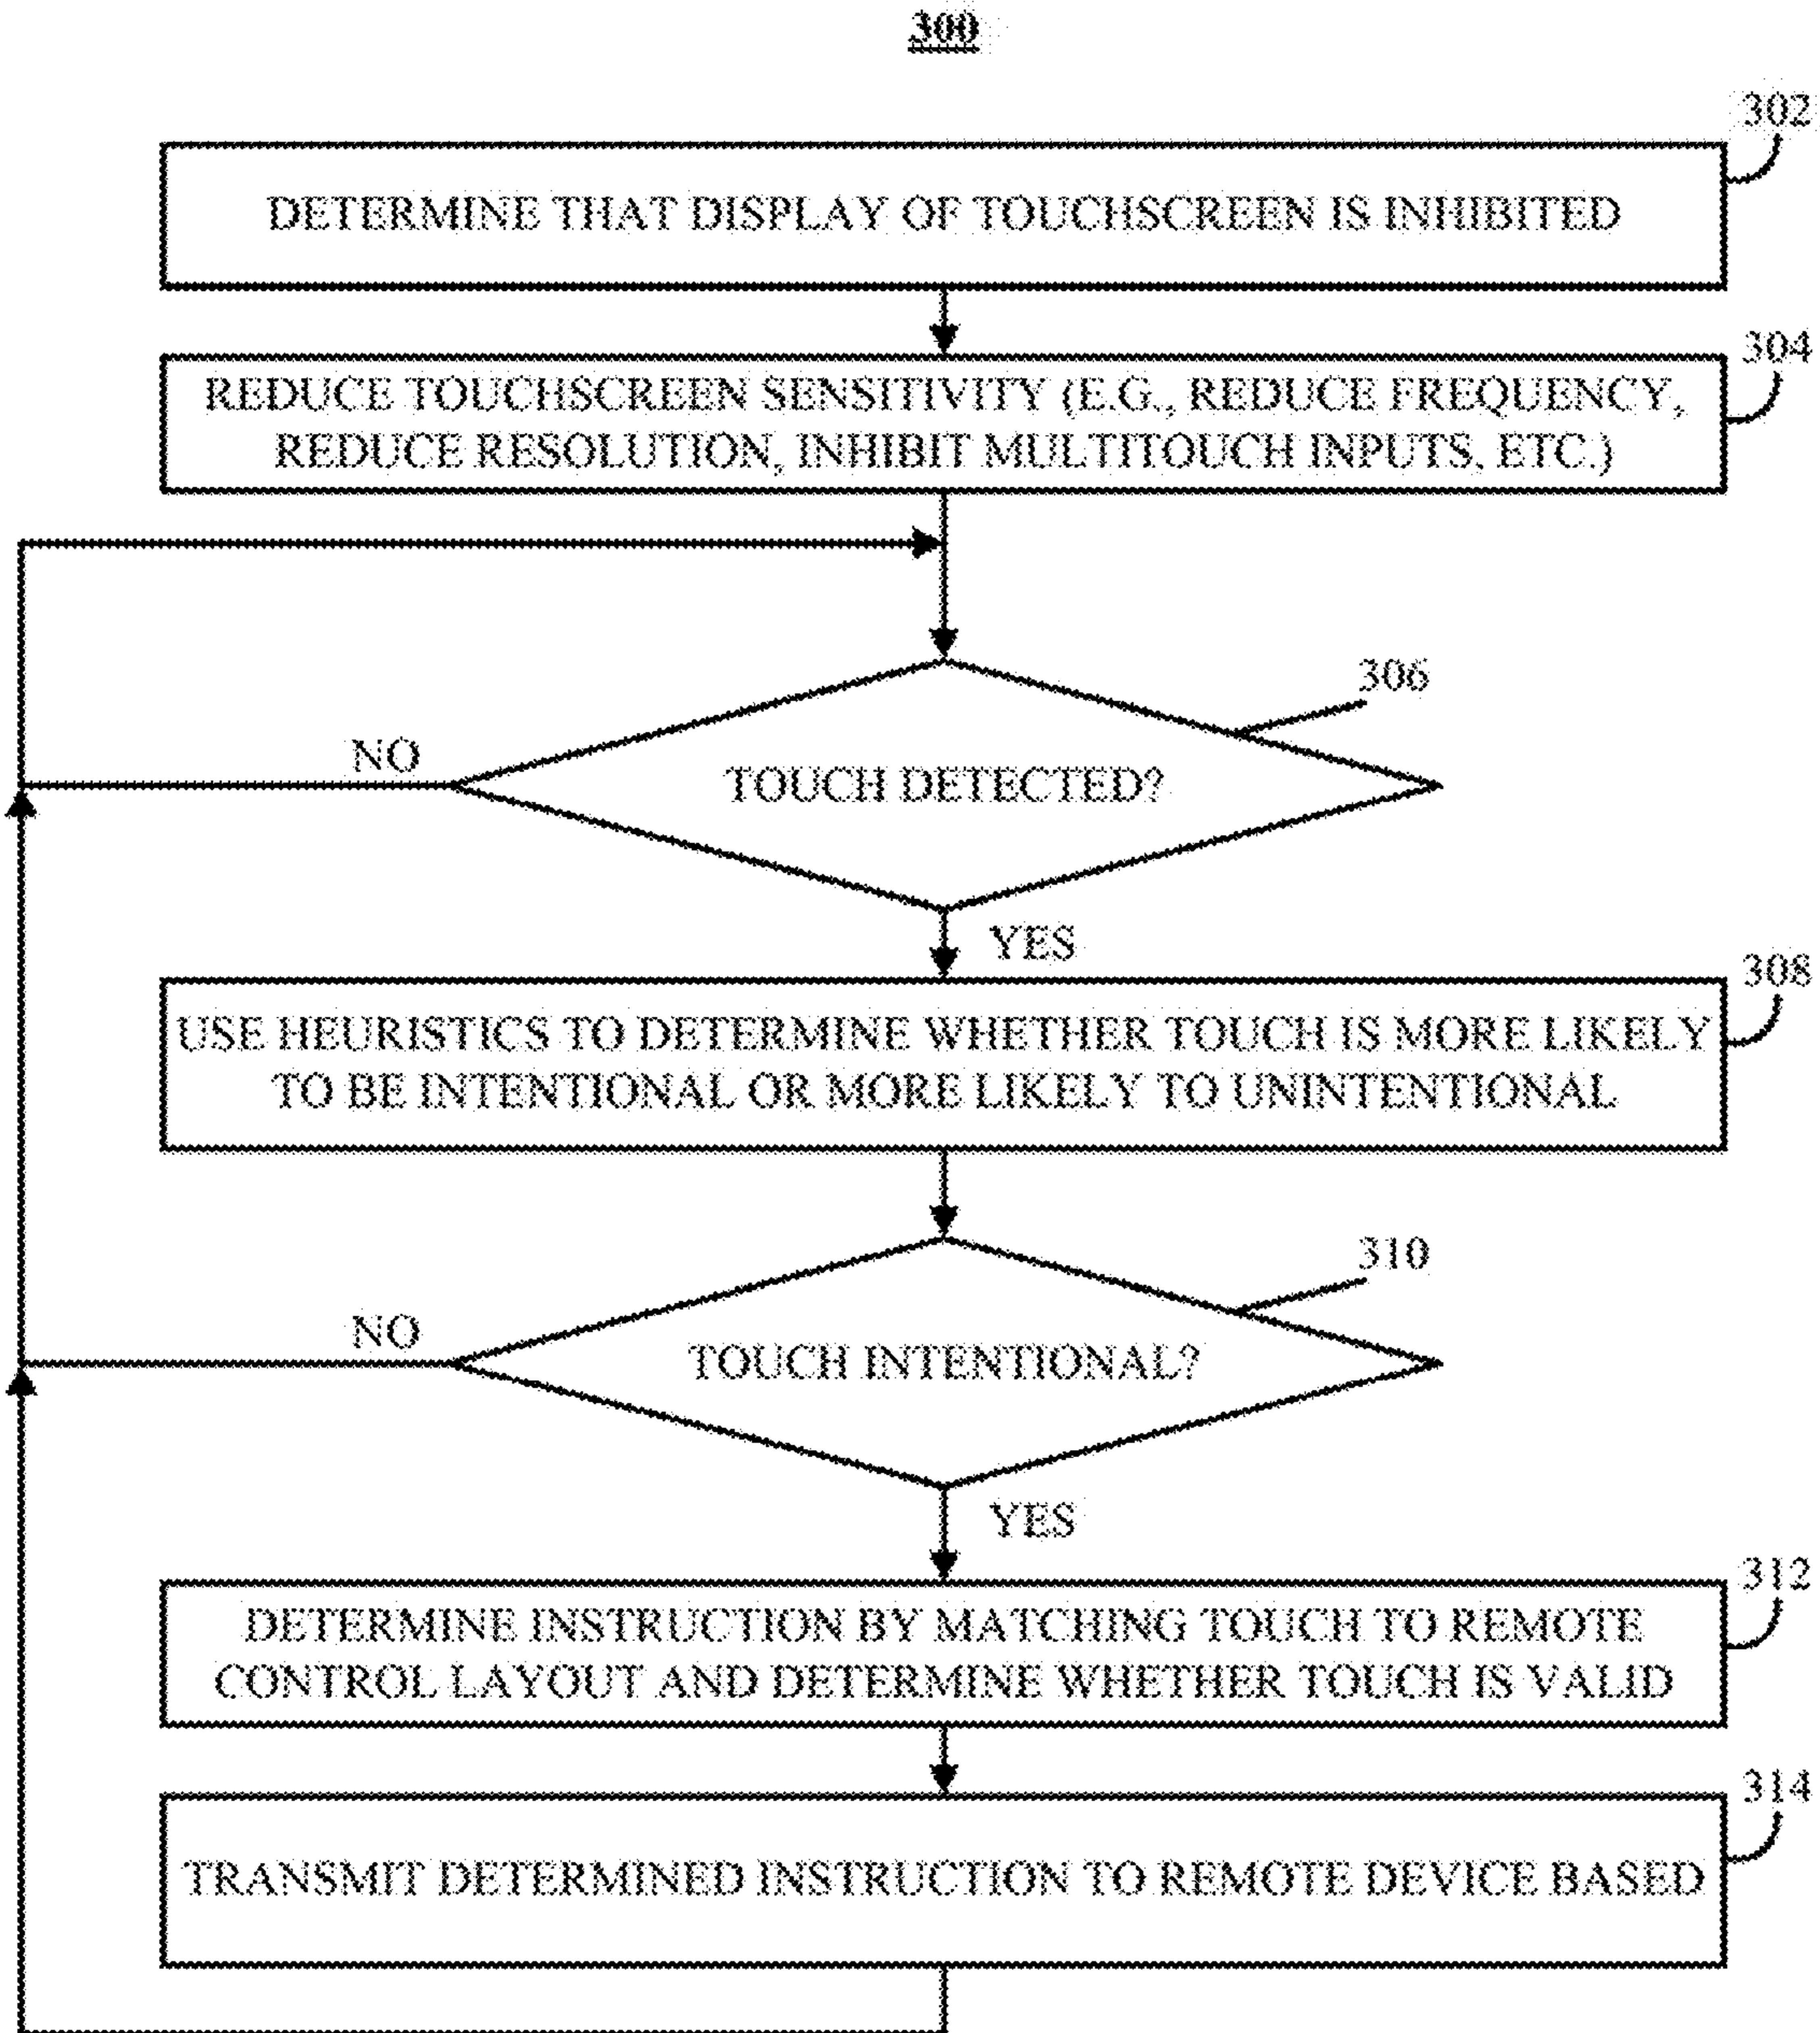 300
302
DETERMINE THAT DISPLAY OF TOUCHSCREEN IS INHIBITED
304
REDUCE TOUCHSCREEN SENSITIVITY (E.G., REDUCE FREQUENCY,
REDUCE RESOLUTION, INHIBIT MULTITOUCH INPUTS, ETC.)
306
NO
TOUCH DETECTED?
YES
308
USE HEURISTICS TO DETERMINE WHETHER TOUCH IS MORE LIKELY
TO BE INTENTIONAL OR MORE LIKELY TO UNINTENTIONAL
310
NO
TOUCH INTENTIONAL?
YES
312
DETERMINE INSTRUCTION BY MATCHING TOUCH TO REMOTE
CONTROL LAYOUT AND DETERMINE WHETHER TOUCH IS VALID
314
TRANSMIT DETERMINED INSTRUCTION TO REMOTE DEVICE BASED